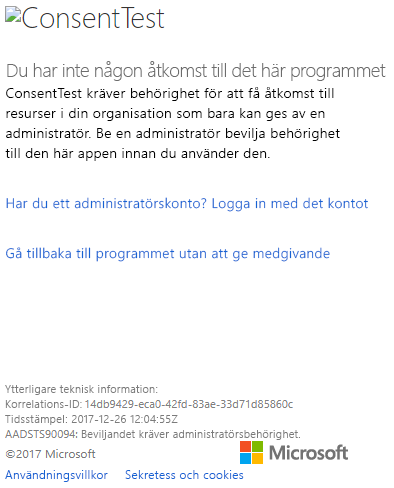 ConsentTest
Du har inte någon åtkomst till det här programmet
ConsentTest kräver behörighet för att få åtkomst till
resurser i din organisation som bara kan ges av en
administratör. Be en administratör bevilja behörighet
till den här appen innan du använder den.
Har du ett administratörskonto? Logga in med det kontot
Gå tillbaka till programmet utan att ge medgivande
Ytterligare teknisk information:
Korrelations-ID: 14db9429-eca0-42fd-83ae-33d71d85860c
Tidsstämpel: 2017-12-26 12:04:55Z
AADSTS90094: Beviljandet kräver administratörsbehörighet.
©2017 Microsoft
Microsoft
Användningsvillkor Sekretess och cookies